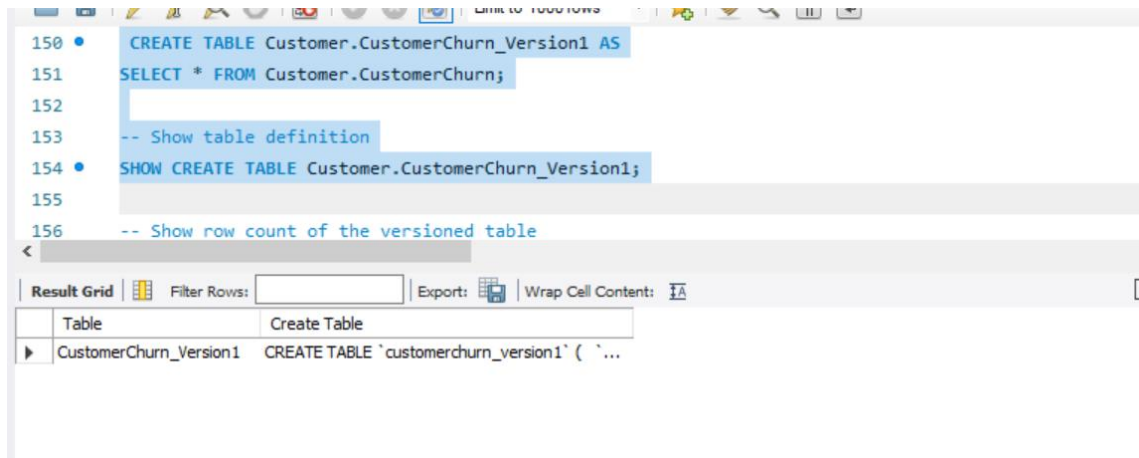 Limit to 1000 rows
150 CREATE TABLE Customer.CustomerChurn_Version1 AS
151 SELECT * FROM Customer.CustomerChurn;
152
153 -- Show table definition
154 SHOW CREATE TABLE Customer.CustomerChurn_Version1;
155
156 -- Show row count of the versioned table
Result Grid Filter Rows: Export: Wrap Cell Content:
Table Create Table
CustomerChurn_Version1 CREATE TABLE `customerchurn_version1` ( `...